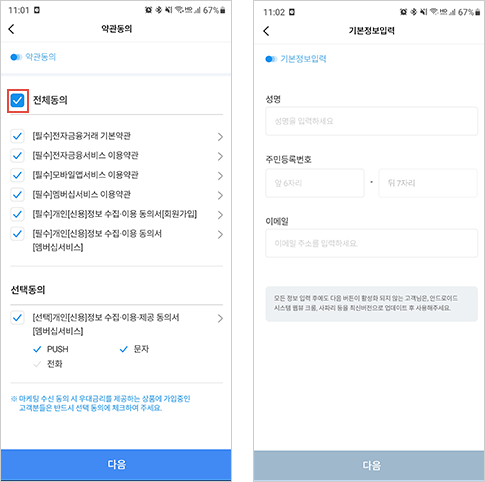 11:01
67%
약관동의
약관동의
전체동의
[필수]전자금융거래 기본약관
[필수]전자금융서비스 이용약관
[필수]모바일앱서비스 이용약관
[필수]멤버십서비스 이용약관
[필수]개인[신용]정보 수집·이용 동의서[회원가입]
[필수]개인[신용]정보 수집·이용 동의서
[멤버십서비스]
선택동의
[선택]개인[신용]정보 수집·이용·제공 동의서
[멤버십서비스]
PUSH
문자
전화
※ 마케팅 수신 동의 시 우대금리를 제공하는 상품에 가입중인
고객분들은 반드시 선택 동의에 체크하여 주세요.
다음
11:02
67%
기본정보입력
기본정보입력
성명
성명을 입력하세요.
주민등록번호
앞 6자리
-
뒤 7자리
이메일
이메일 주소를 입력하세요.
모든 정보 입력 후에도 다음 버튼이 활성화 되지 않는 고객님은, 안드로이드
시스템 웹뷰 크롬, 사파리 등을 최신버전으로 업데이트 후 사용해주세요.
다음